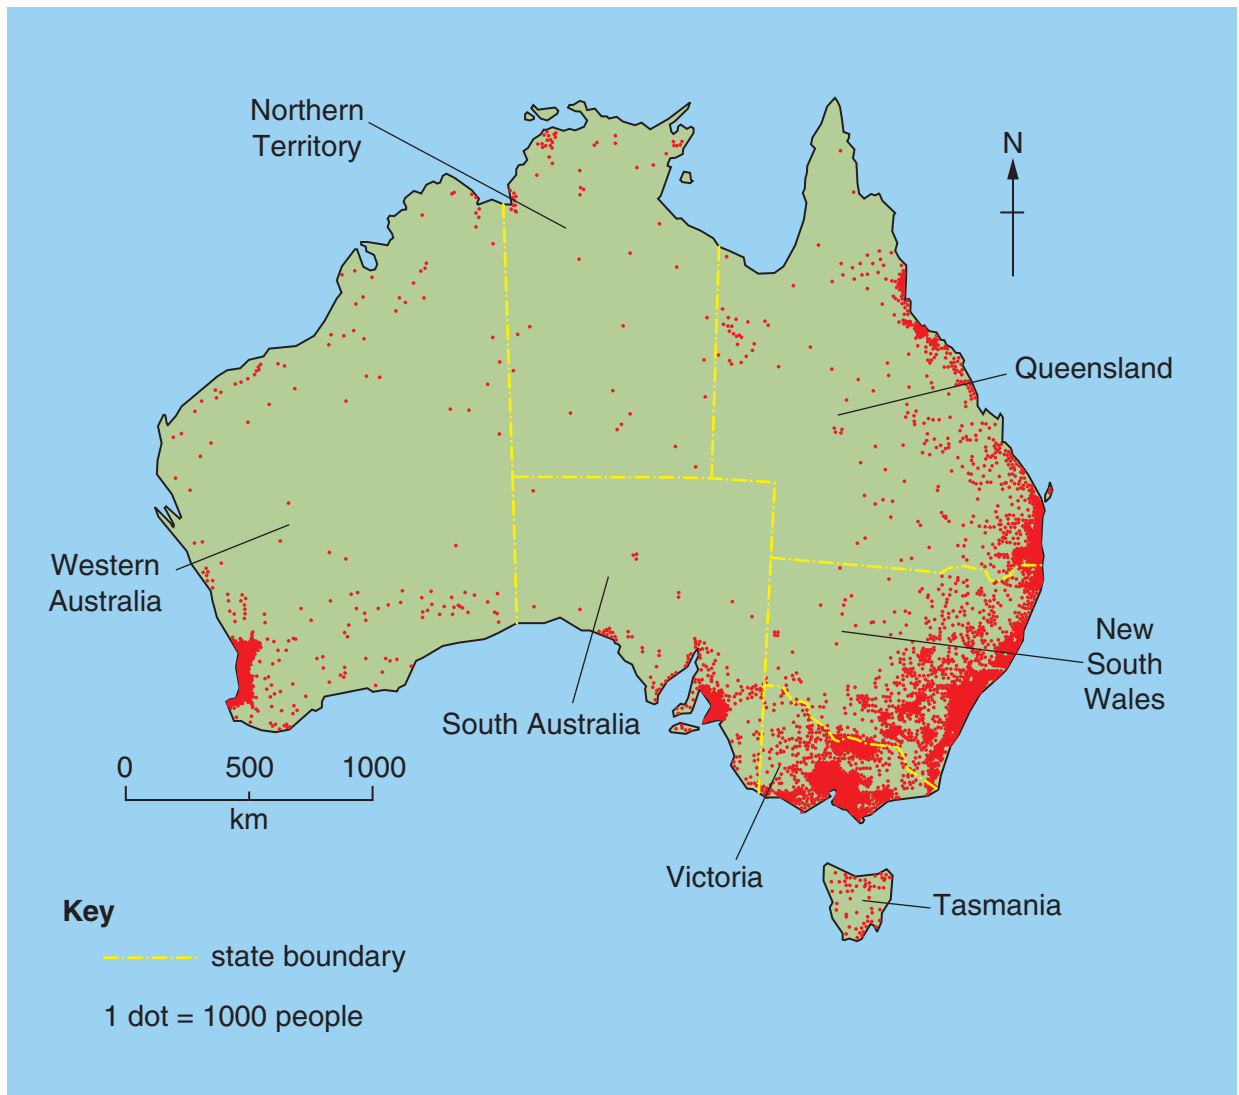 Northern
Territory
N
Queensland
Western
Australia
New
South
Wales
South Australia
0 500 1000
km
Victoria
Tasmania
Key
state boundary
1 dot = 1000 people